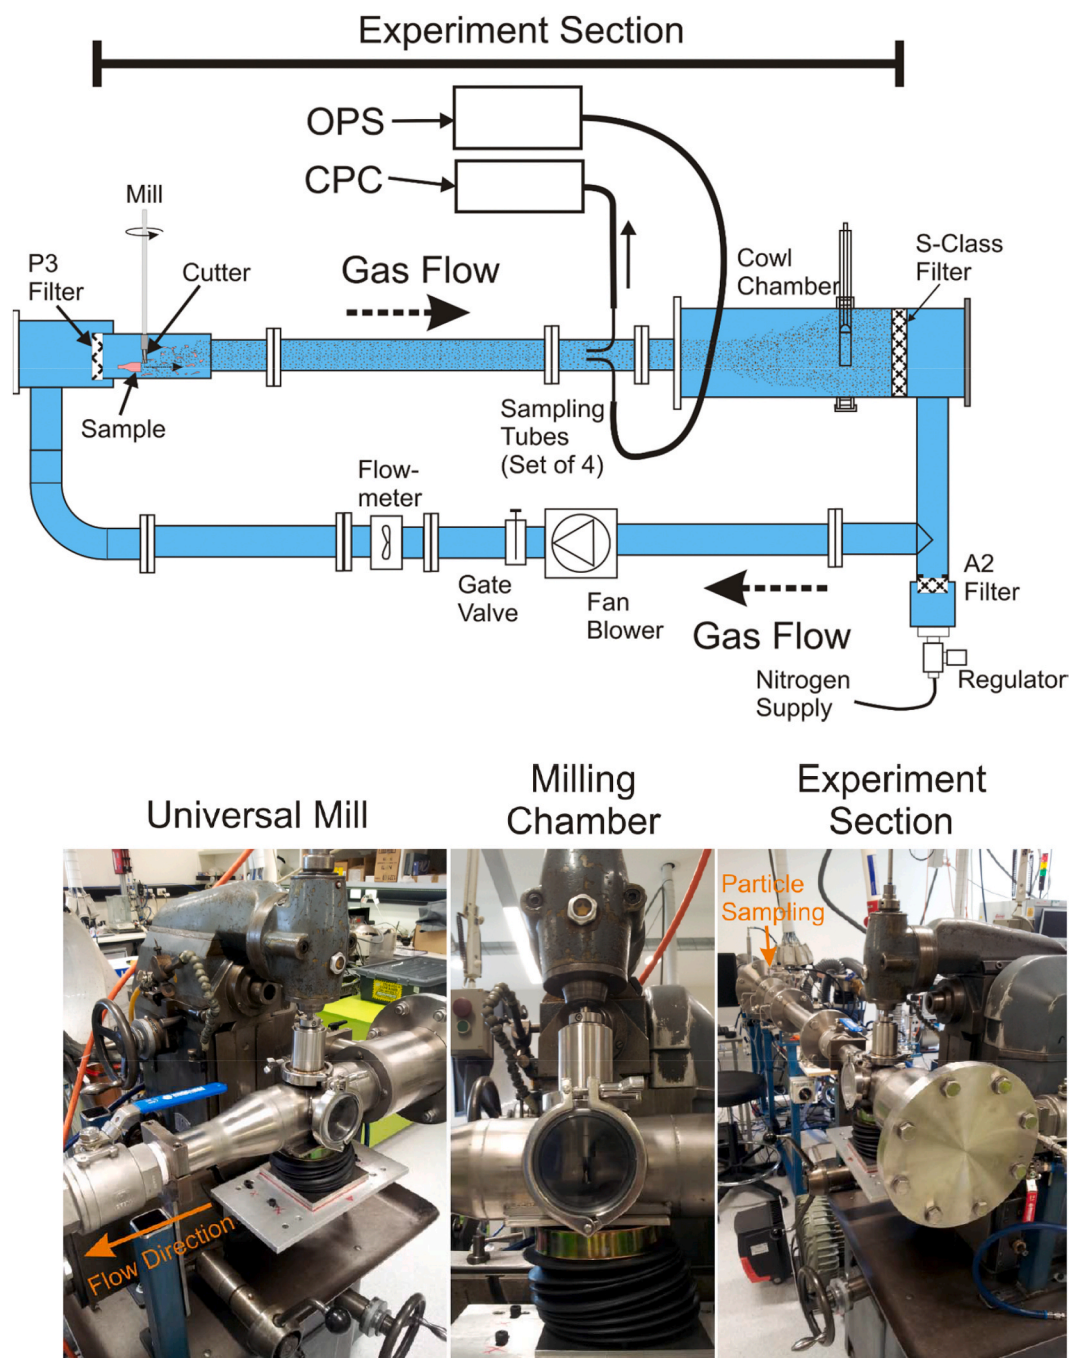 Experiment Section
OPS
CPC
Mill
P3
Filter
Cutter
Gas Flow
Cowl
Chamber
S-Class
Filter
Sample
Sampling
Tubes
(Set of 4)
Flow-
meter
Gate
Valve
Fan
Blower
Gas Flow
A2
Filter
Nitrogen
Supply
Regulator
Universal Mill
Milling
Chamber
Experiment
Section
Particle
Sampling
Flow Direction